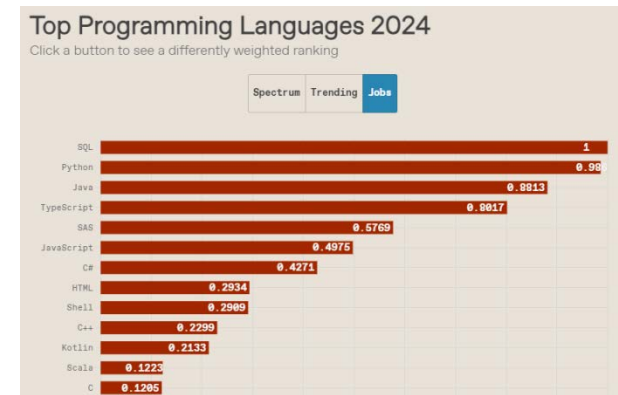 Top Programming Languages 2024
Click a button to see a differently weighted ranking
Spectrum Trending Jobs
SQL 1
Python 0.98
Java 0.8813
TypeScript 0.8017
SAS 0.5769
JavaScript 0.4975
C# 0.4271
HTML 0.2934
Shell 0.2909
C++ 0.2299
Kotlin 0.2133
Scala 0.1223
C 0.1205